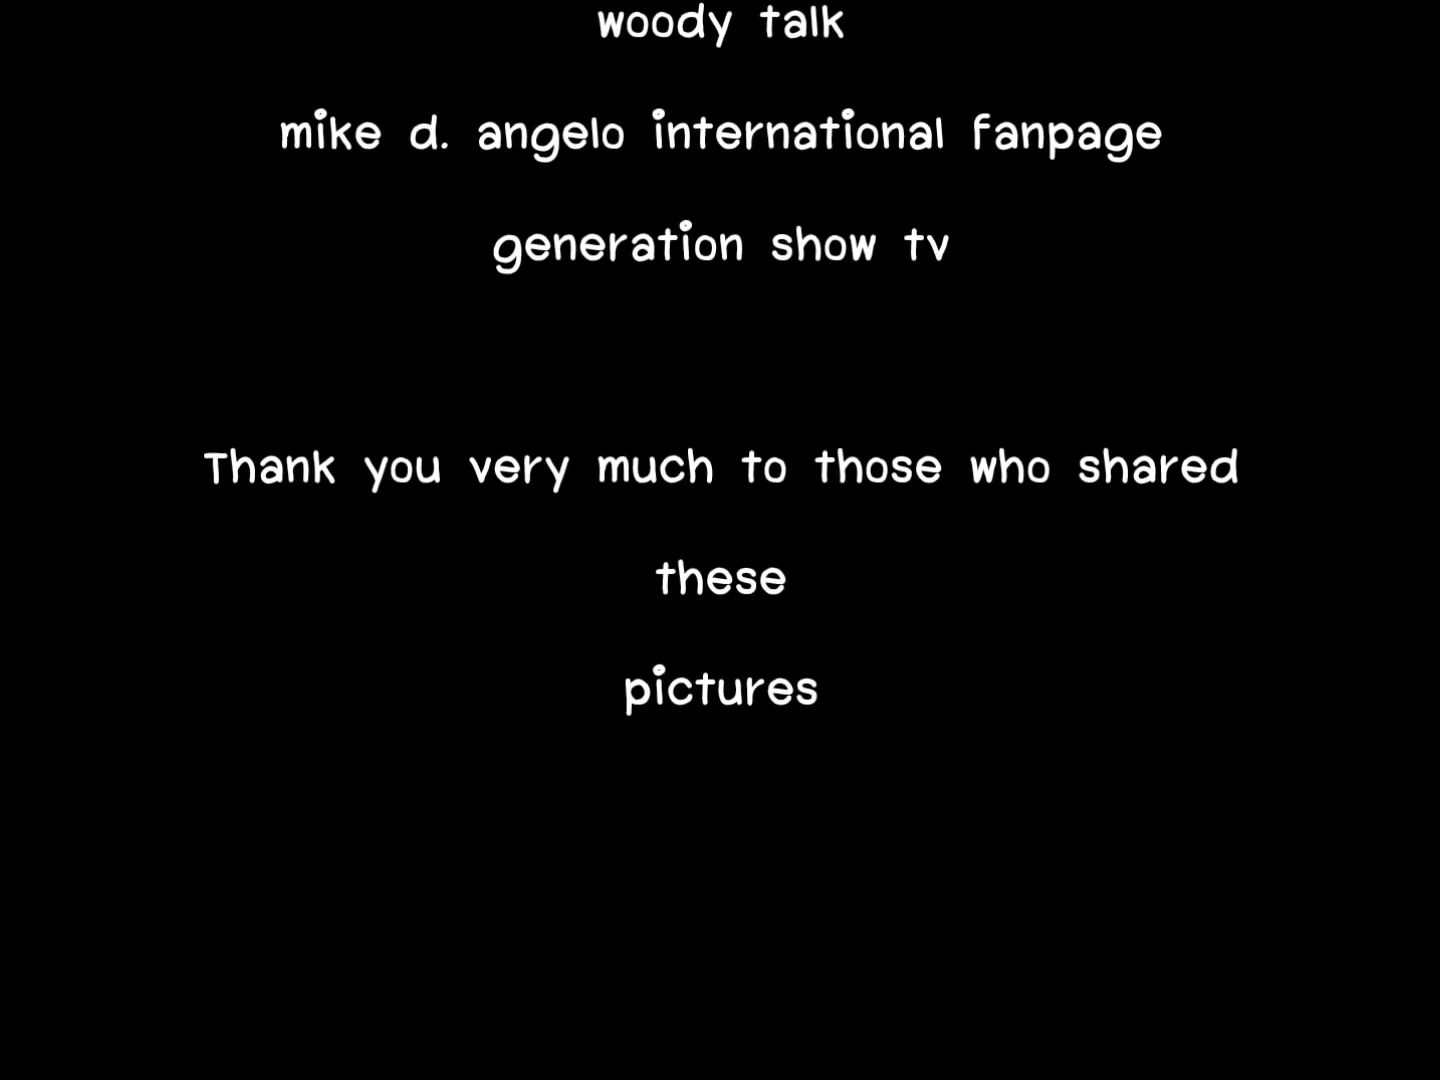 woody talk
mike d. angelo international fanpage
generation show tv
Thank you very much to those who shared
these
pictures